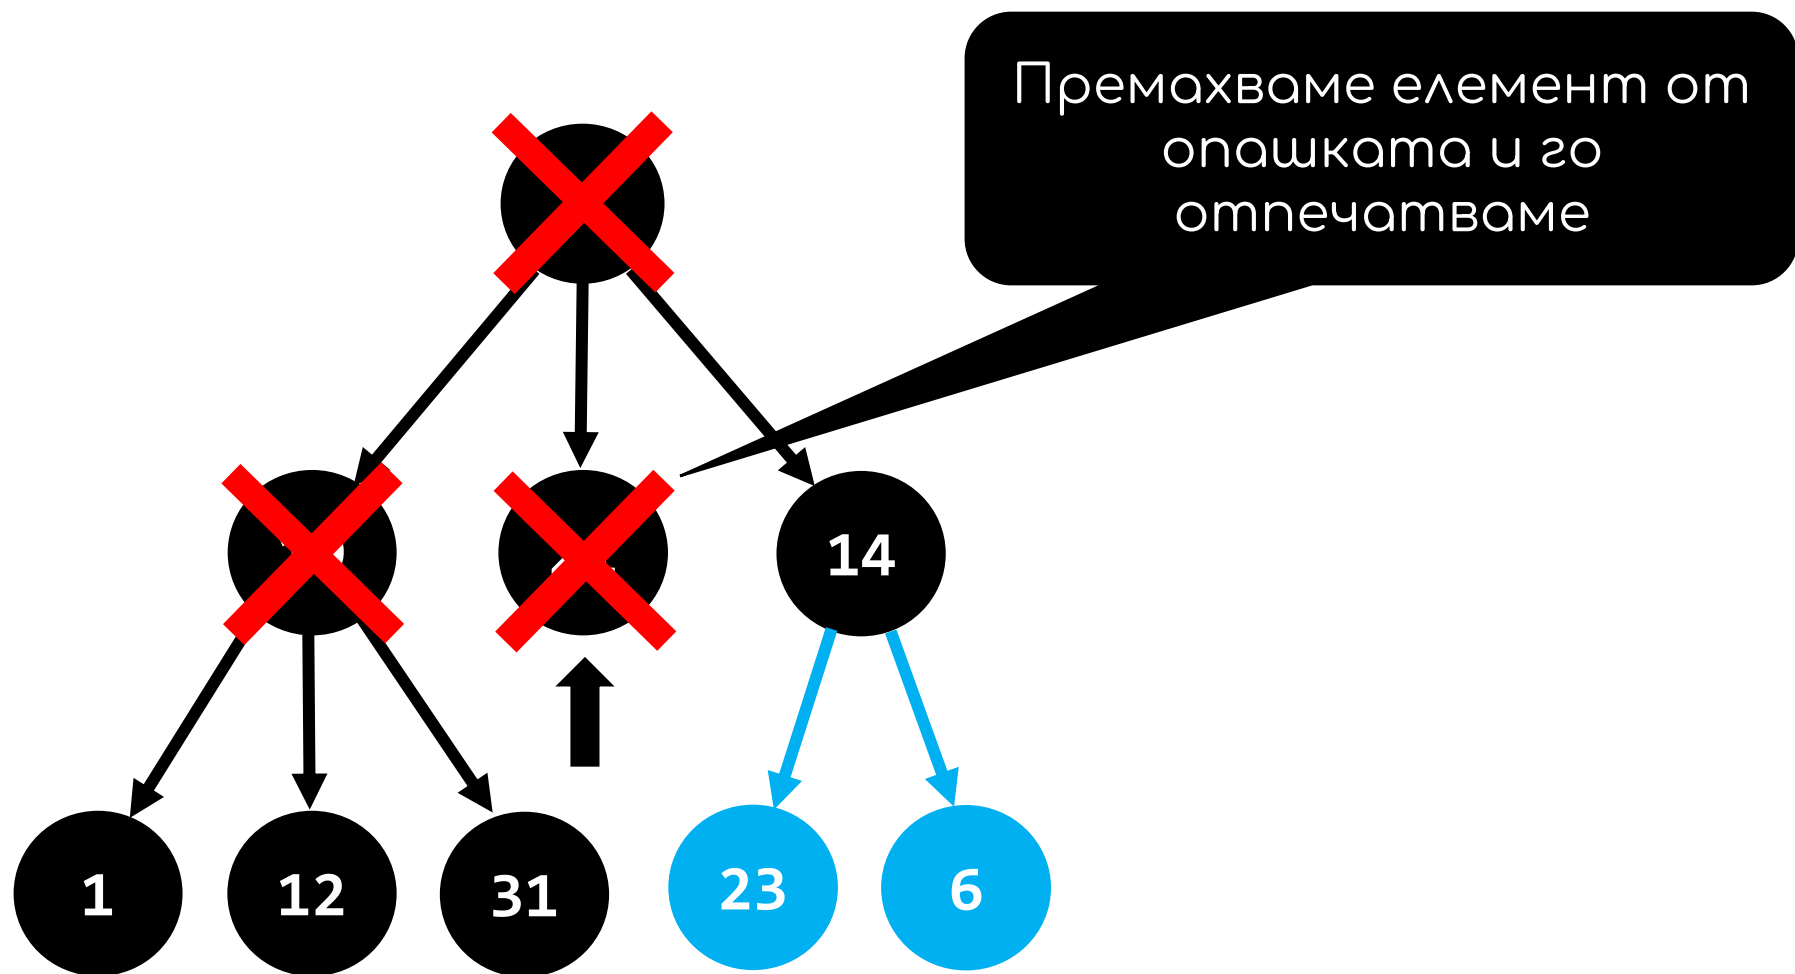 Премахваме елемент от
опашката и го
отпечатваме
14
1
12
31
23
6